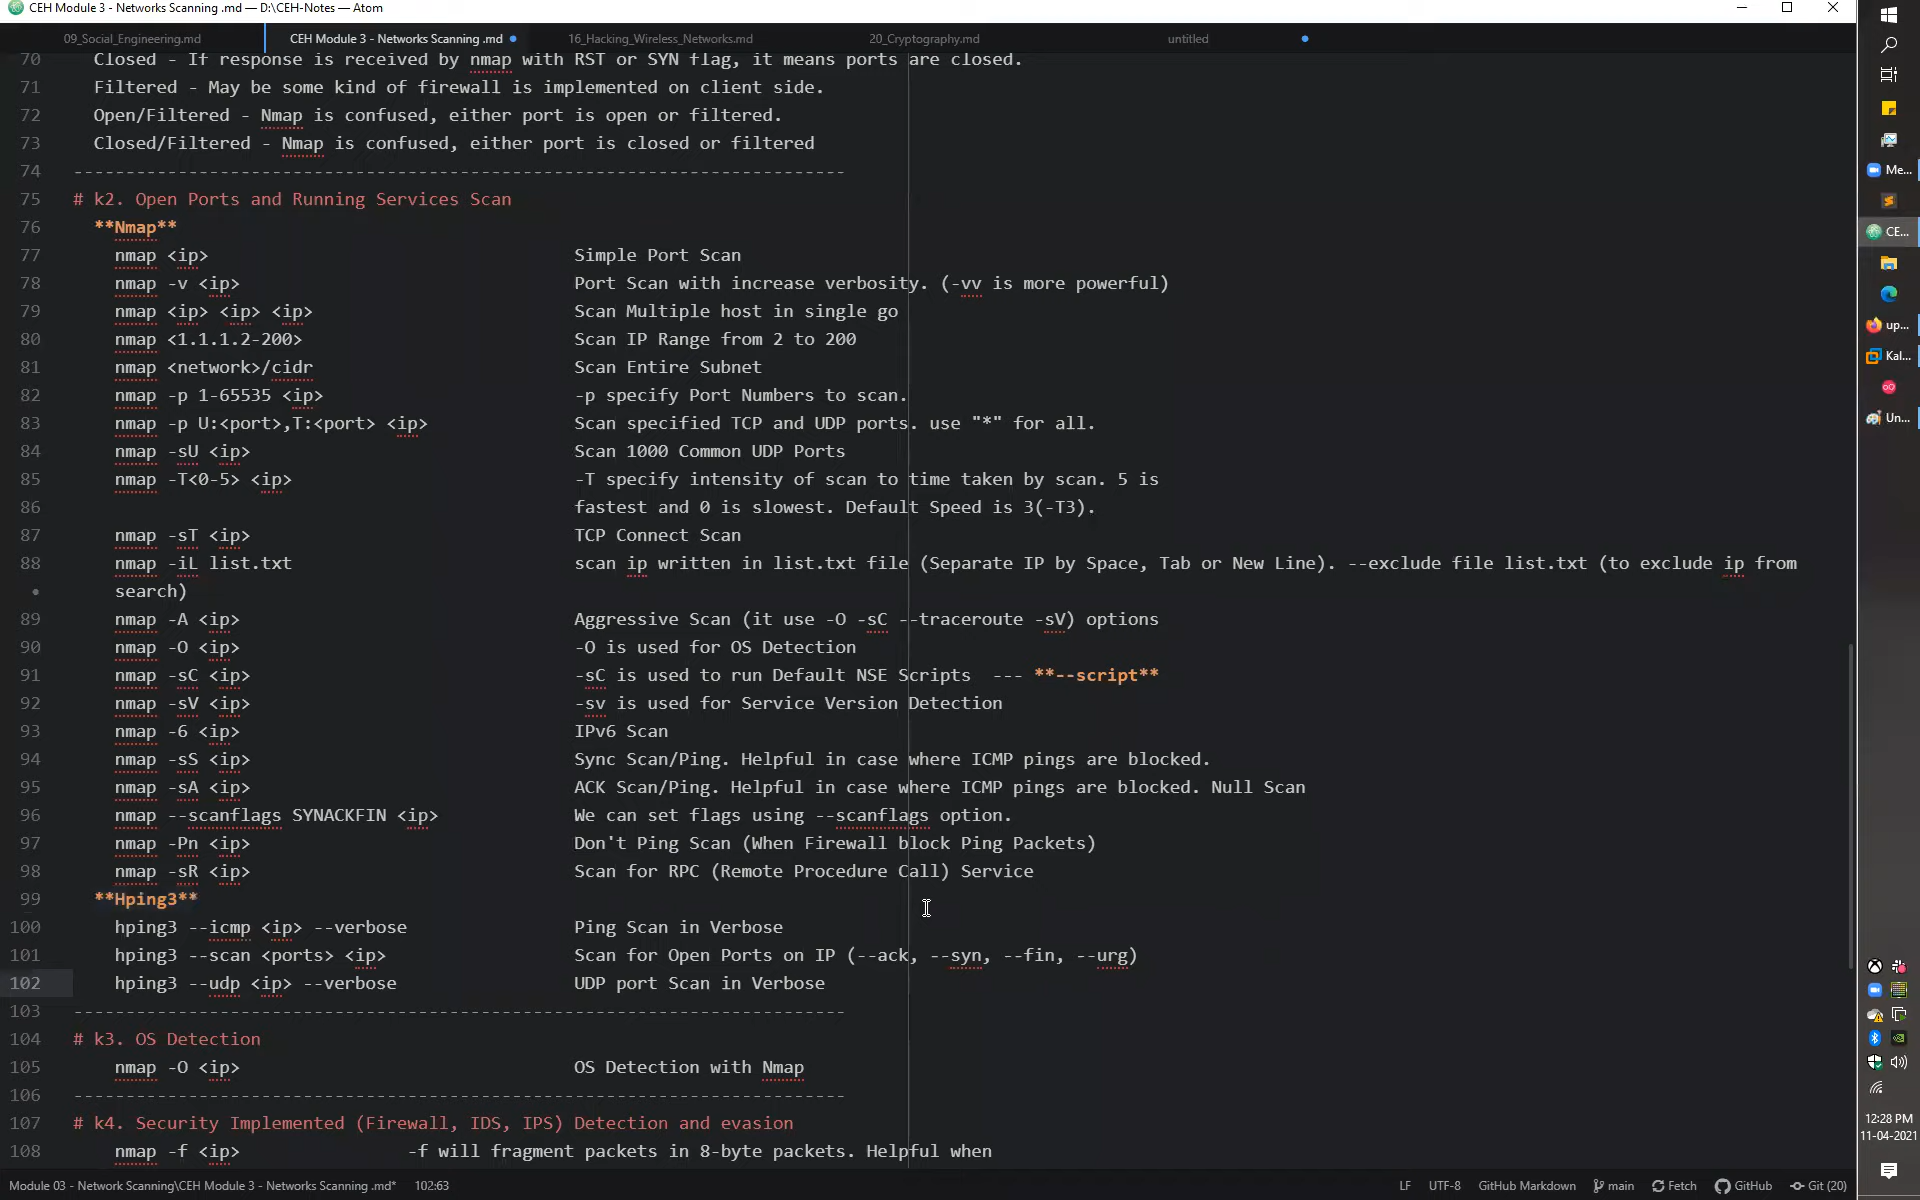 CEH Module 3 - Networks Scanning .md — D:\CEH-Notes — Atom
09_Social_Engineering.md
CEH Module 3 - Networks Scanning .md
16_Hacking_Wireless_Networks.md
20_Cryptography.md
untitled
70 Closed - If response is received by nmap with RST or SYN flag, it means ports are closed.
71 Filtered - May be some kind of firewall is implemented on client side.
72 Open/Filtered - Nmap is confused, either port is open or filtered.
73 Closed/Filtered - Nmap is confused, either port is closed or filtered
74 --------------------------------------------------------------------------
75 # k2. Open Ports and Running Services Scan
76 **Nmap**
77 nmap <ip> Simple Port Scan
78 nmap -v <ip> Port Scan with increase verbosity. (-vv is more powerful)
79 nmap <ip> <ip> <ip> Scan Multiple host in single go
80 nmap <1.1.1.2-200> Scan IP Range from 2 to 200
81 nmap <network>/cidr Scan Entire Subnet
82 nmap -p 1-65535 <ip> -p specify Port Numbers to scan.
83 nmap -p U:<port>,T:<port> <ip> Scan specified TCP and UDP ports. use "*" for all.
84 nmap -sU <ip> Scan 1000 Common UDP Ports
85 nmap -T<0-5> <ip> -T specify intensity of scan to time taken by scan. 5 is
86 fastest and 0 is slowest. Default Speed is 3(-T3).
87 nmap -sT <ip> TCP Connect Scan
88 nmap -iL list.txt scan ip written in list.txt file (Separate IP by Space, Tab or New Line). --exclude file list.txt (to exclude ip from
• search)
89 nmap -A <ip> Aggressive Scan (it use -O -sC --traceroute -sV) options
90 nmap -O <ip> -O is used for OS Detection
91 nmap -sC <ip> -sC is used to run Default NSE Scripts --- **--script**
92 nmap -sV <ip> -sv is used for Service Version Detection
93 nmap -6 <ip> IPv6 Scan
94 nmap -sS <ip> Sync Scan/Ping. Helpful in case where ICMP pings are blocked.
95 nmap -sA <ip> ACK Scan/Ping. Helpful in case where ICMP pings are blocked. Null Scan
96 nmap --scanflags SYNACKFIN <ip> We can set flags using --scanflags option.
97 nmap -Pn <ip> Don't Ping Scan (When Firewall block Ping Packets)
98 nmap -sR <ip> Scan for RPC (Remote Procedure Call) Service
99 **Hping3**
100 hping3 --icmp <ip> --verbose Ping Scan in Verbose
101 hping3 --scan <ports> <ip> Scan for Open Ports on IP (--ack, --syn, --fin, --urg)
102 hping3 --udp <ip> --verbose UDP port Scan in Verbose
103 --------------------------------------------------------------------------
104 # k3. OS Detection
105 nmap -O <ip> OS Detection with Nmap
106 --------------------------------------------------------------------------
107 # k4. Security Implemented (Firewall, IDS, IPS) Detection and evasion
108 nmap -f <ip> -f will fragment packets in 8-byte packets. Helpful when
Module 03 - Network Scanning\CEH Module 3 - Networks Scanning .md* 102:63
LF UTF-8 GitHub Markdown main Fetch GitHub Git (20)
Me...
CE...
up...
Kal...
Un...
12:28 PM
11-04-2021